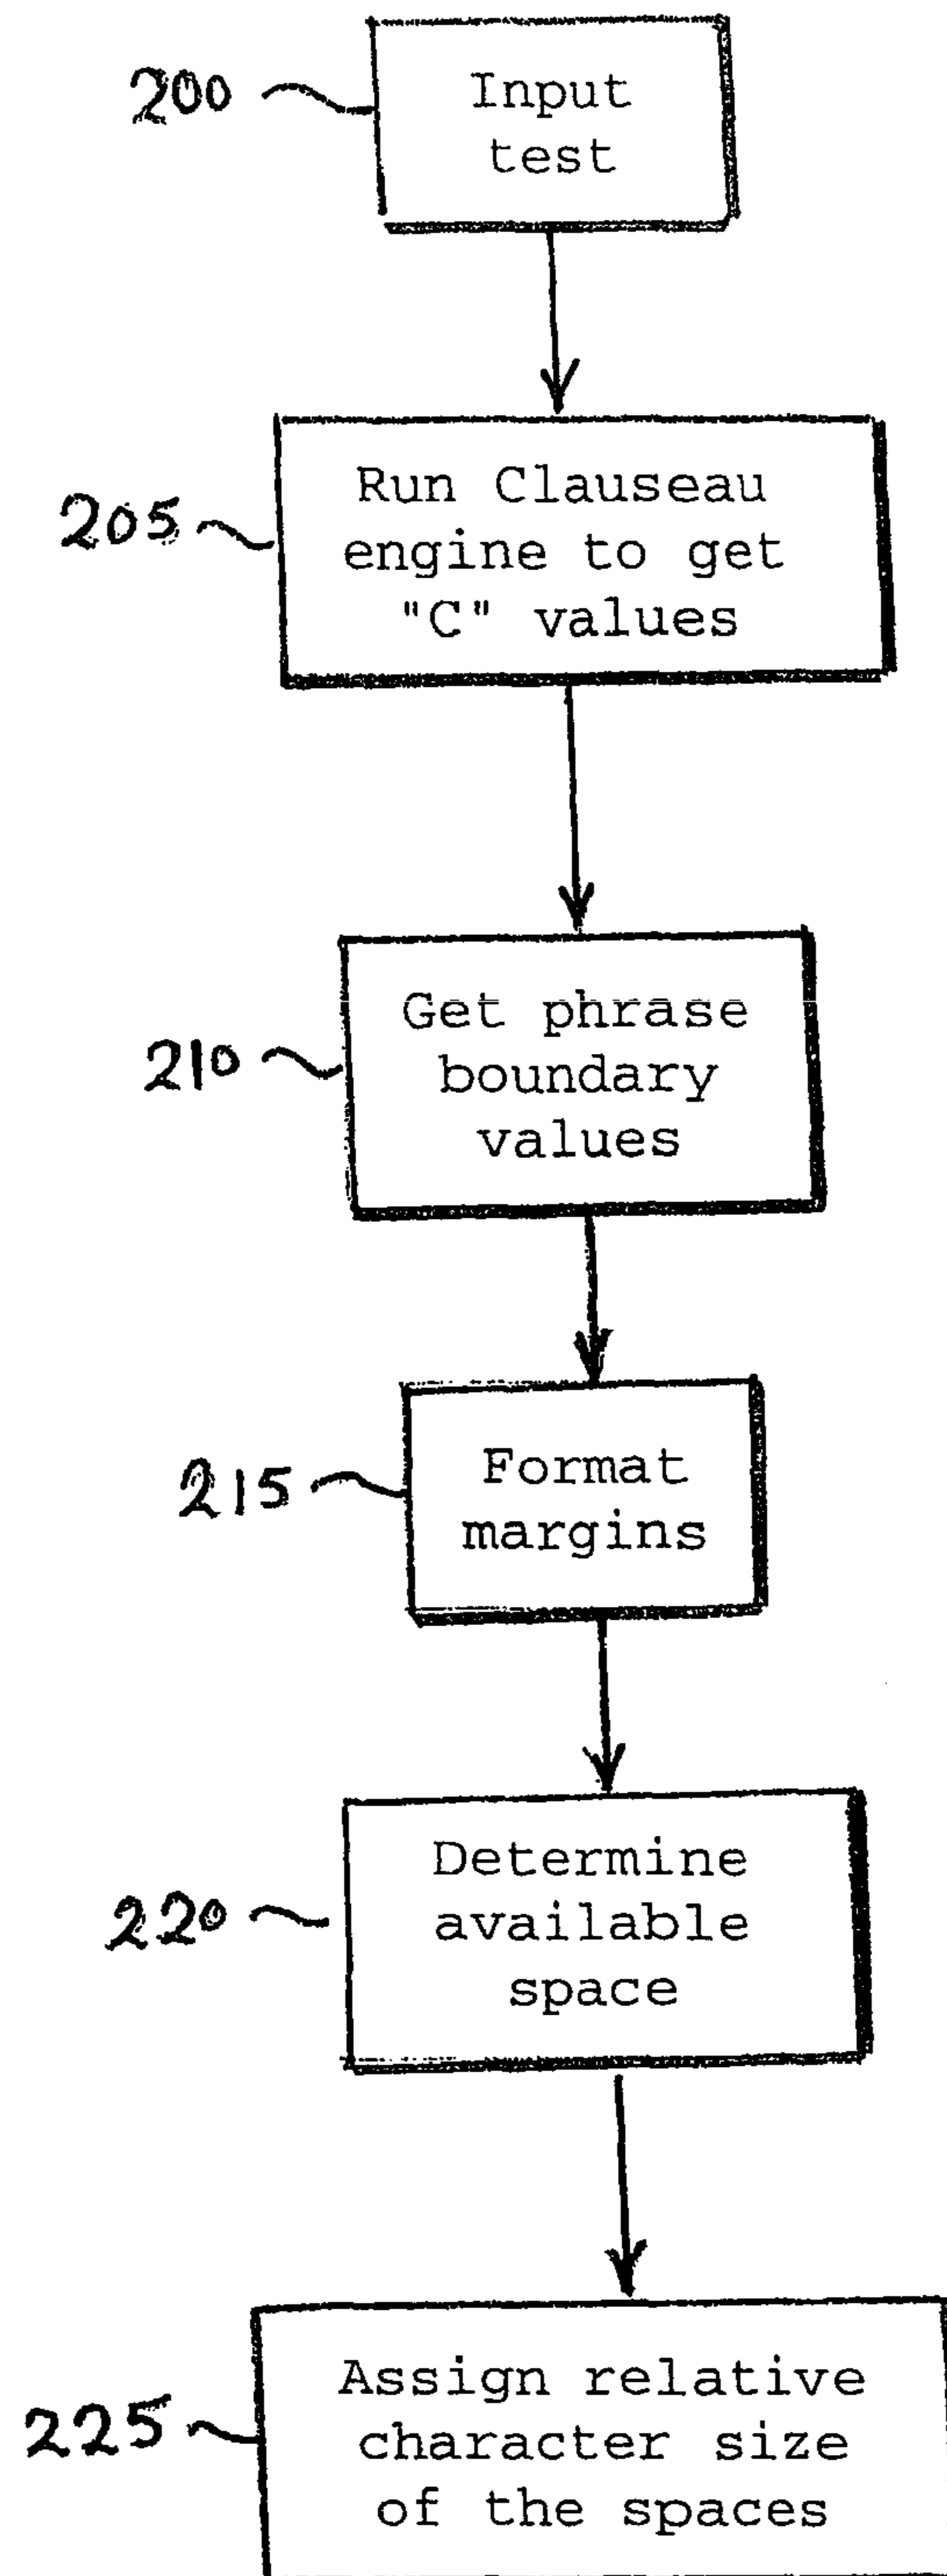 200
Input
test
205
Run Clauseau
engine to get
"C" values
210
Get phrase
boundary
values
215
Format
margins
220
Determine
available
space
225
Assign relative
character size
of the spaces